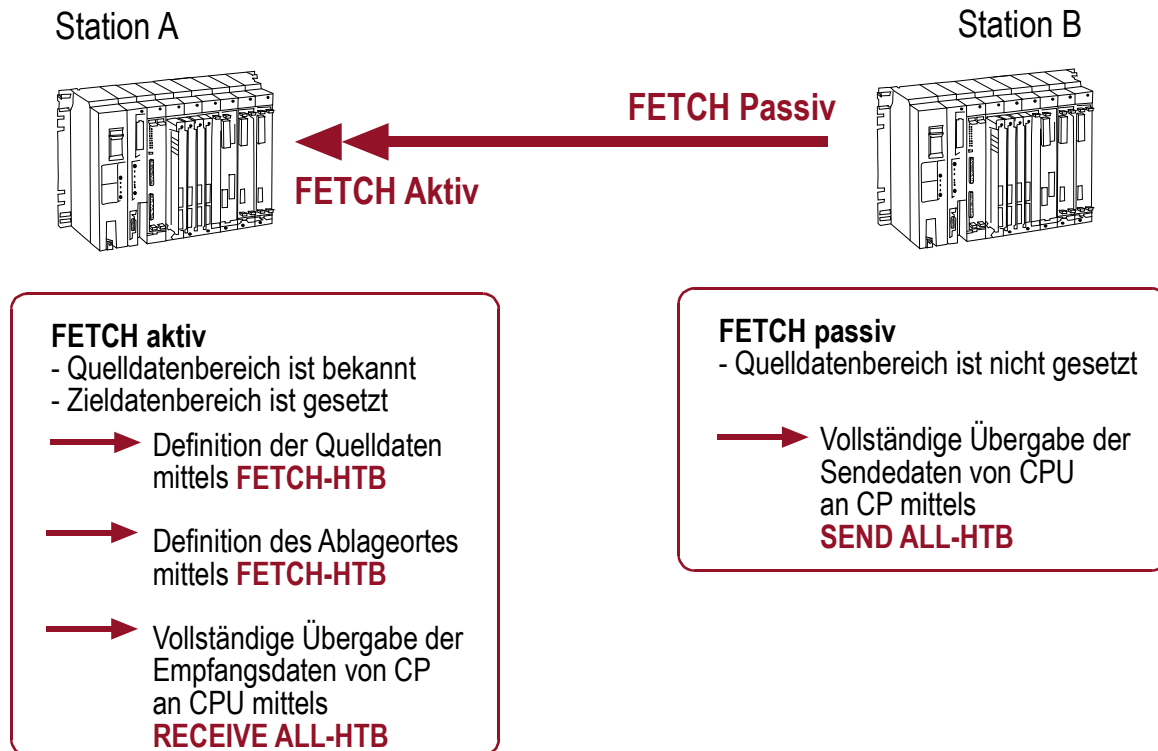 Station A
Station B
FETCH Passiv
FETCH Aktiv
FETCH aktiv
- Quelldatenbereich ist bekannt
- Zieldatenbereich ist gesetzt
Definition der Quelldaten
mittels FETCH-HTB
Definition des Ablageortes
mittels FETCH-HTB
Vollständige Übergabe der
Empfangsdaten von CP
an CPU mittels
RECEIVE ALL-HTB
FETCH passiv
- Quelldatenbereich ist nicht gesetzt
Vollständige Übergabe der
Sendedaten von CPU
an CP mittels
SEND ALL-HTB